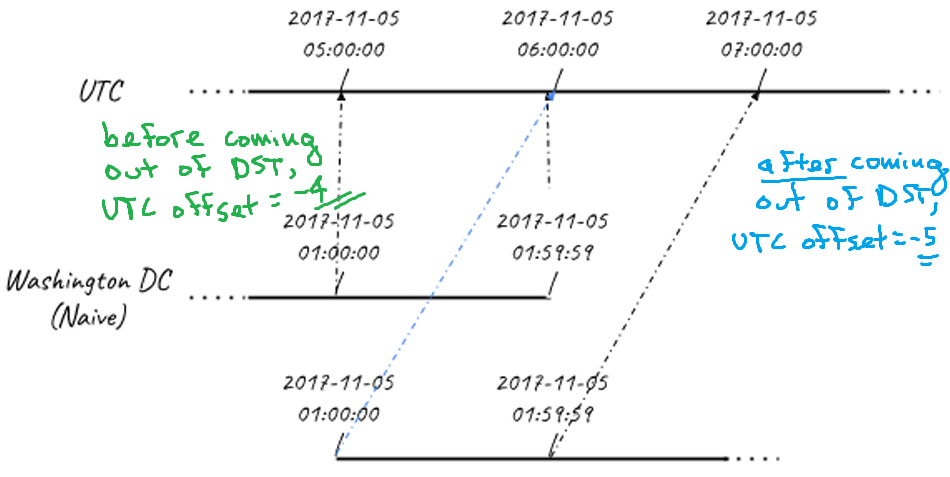 2017-11-05
05:00:00
2017-11-05
06:00:00
2017-11-05
07:00:00
UTC
before coming
out of DST,
UTC offset = -4
after coming
out of DST,
UTC offset = -5
2017-11-05
01:00:00
2017-11-05
01:59:59
Washington DC
(Naive)
2017-11-05
01:00:00
2017-11-05
01:59:59